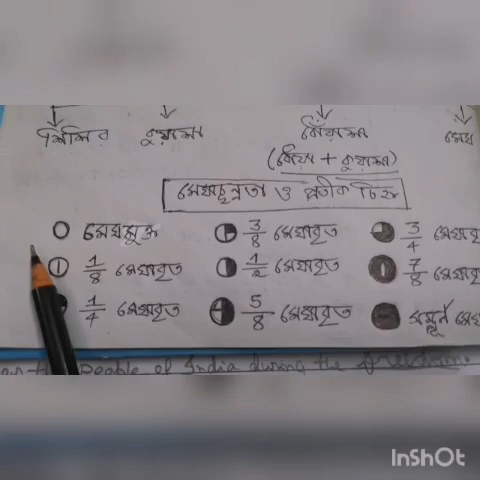 শিশির কুয়াশা ধোঁয়াশা মেঘ
(ধোঁয়া + কুয়াশা)
মেঘাচ্ছন্নতা ও প্রতীক চিহ্ন
মেঘমুক্ত 3/8 মেঘাবৃত 3/4 মেঘাবৃ
1/8 মেঘাবৃত 1/2 মেঘাবৃত 7/8 মেঘাবৃ
1/4 মেঘাবৃত 5/8 মেঘাবৃত সম্পূর্ন মেঘ
people of India during the
InShOt